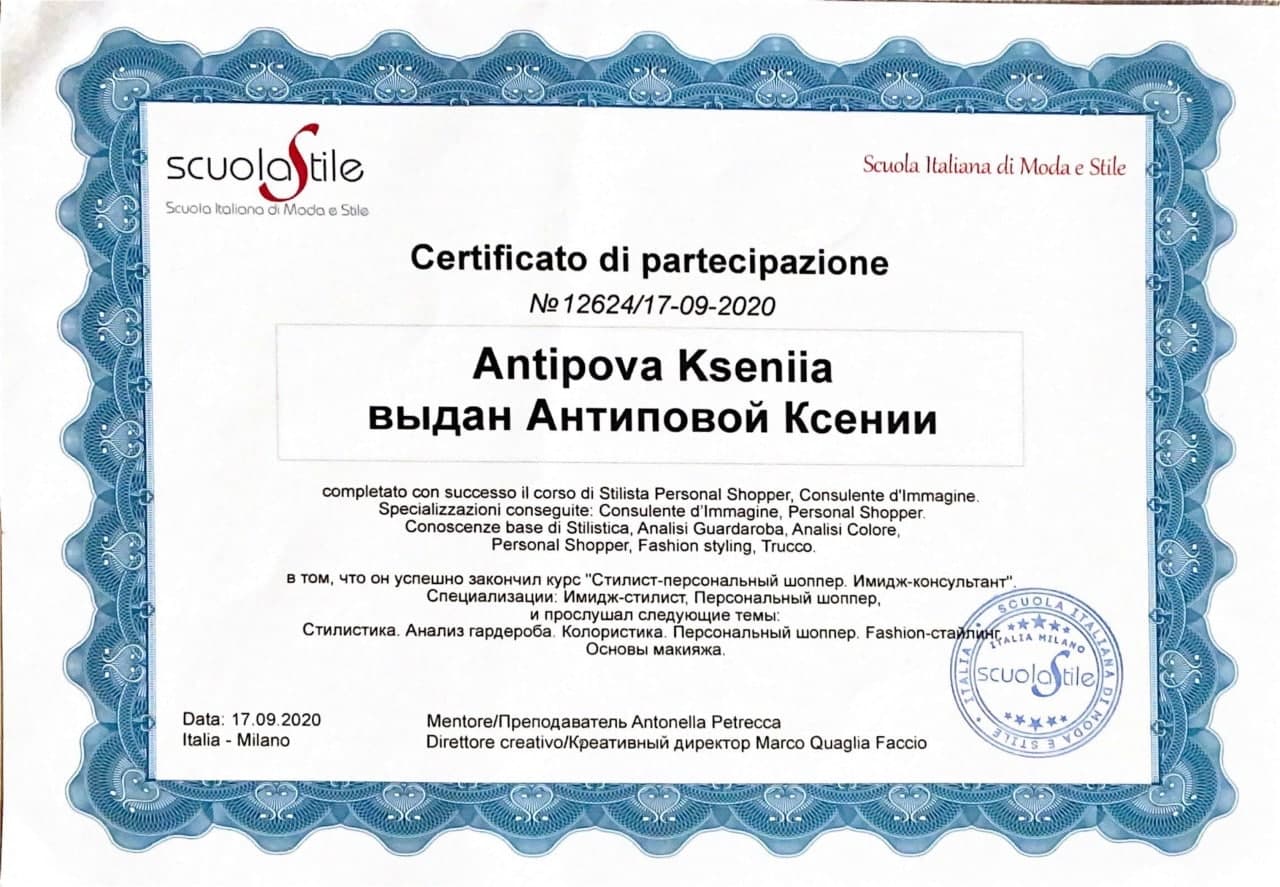 scuolaStile
Scuola Italiana di Moda e Stile
Scuola Italiana di Moda e Stile
Certificato di partecipazione
№12624/17-09-2020
Antipova Kseniia
выдан Антиповой Ксении
completato con successo il corso di Stilista Personal Shopper, Consulente d'Immagine.
Specializzazioni conseguite: Consulente d'Immagine, Personal Shopper.
Conoscenze base di Stilistica, Analisi Guardaroba, Analisi Colore,
Personal Shopper, Fashion styling, Trucco.
в том, что он успешно закончил курс "Стилист-персональный шоппер. Имидж-консультант".
Специализации: Имидж-стилист, Персональный шоппер,
и прослушал следующие темы:
Стилистика. Анализ гардероба. Колористика. Персональный шоппер. Fashion-стайлинг.
Основы макияжа.
SCUOLA ITALIANA DI MODA E STILE • ITALIA •
ITALIA MILANO
scuolaStile
Data: 17.09.2020
Italia - Milano
Mentore/Преподаватель Antonella Petrecca
Direttore creativo/Креативный директор Marco Quaglia Faccio